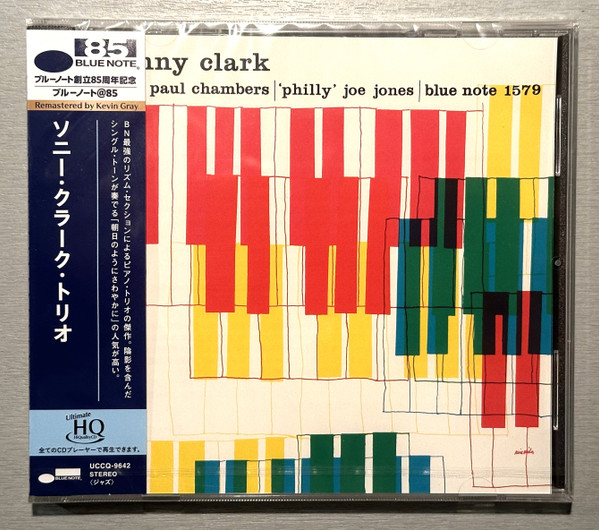 85
BLUE NOTE®
ブルーノート創立85周年記念
ブルーノート@85
Remastered by Kevin Gray
ソニー・クラーク・トリオ
BN最強のリズム・セクションによるピアノ・トリオの傑作。陰影を含んだ
シングル・トーンが奏でる「朝日のようにさわやかに」の人気が高い。
Ultimate
HQ
HiQualityCD
全てのCDプレーヤーで再生できます。
BLUE NOTE
UCCQ-9642
STEREO
〈ジャズ〉
nny clark
paul chambers | 'philly' joe jones | blue note 1579